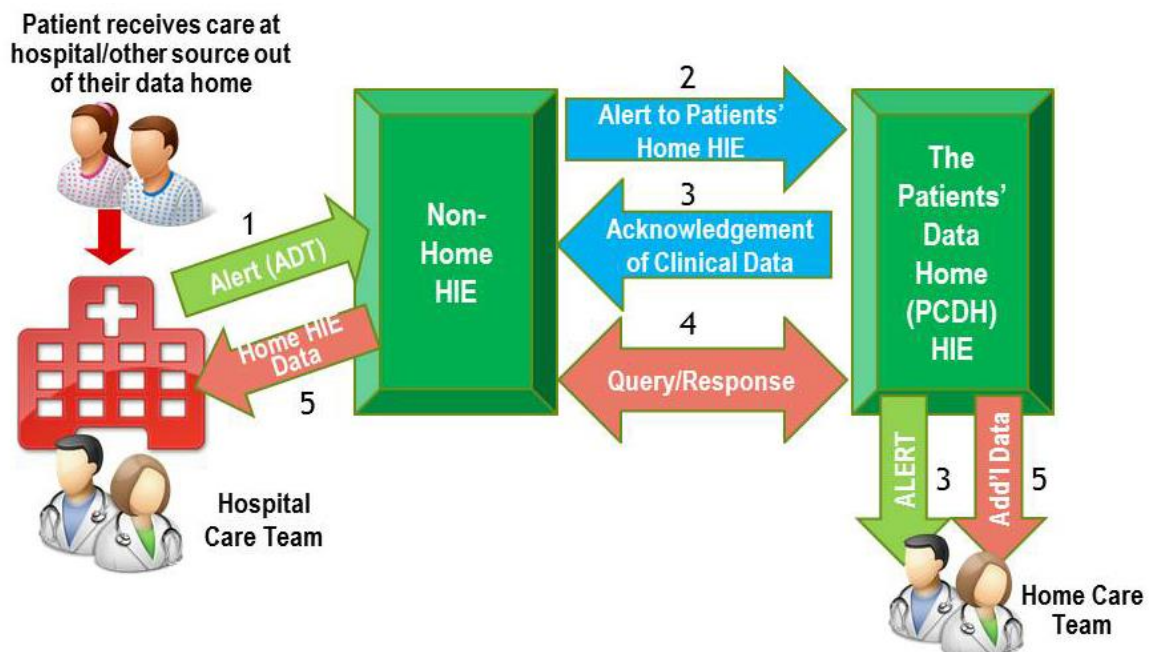 Patient receives care at
hospital/other source out
of their data home
1
Alert (ADT)
Home HIE
Data
5
Hospital
Care Team
Non-
Home
HIE
2
Alert to Patients'
Home HIE
3
Acknowledgement
of Clinical Data
4
Query/Response
The
Patients'
Data
Home
(PCDH)
HIE
ALERT
3
Add'l Data
5
Home Care
Team